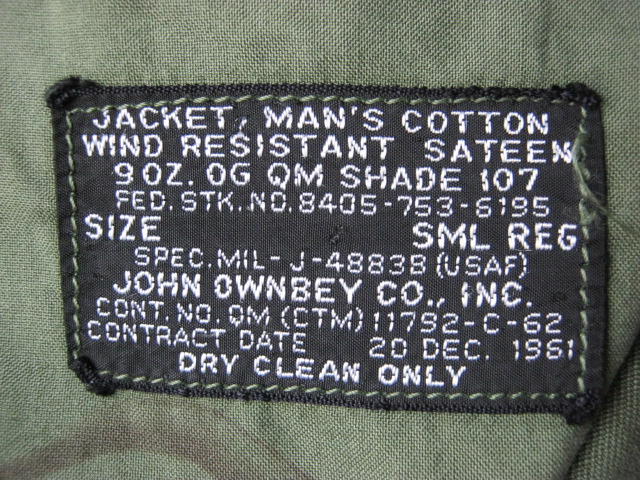 JACKET, MAN'S COTTON
WIND RESISTANT SATEEN
9 OZ. OG QM SHADE 107
FED. STK. NO. 8405-753-6195
SIZE SML REG
SPEC. MIL-J-4883B (USAF)
JOHN OWNBEY CO., INC.
CONT. NO. QM (CTM) 11792-C-62
CONTRACT DATE 20 DEC. 1961
DRY CLEAN ONLY